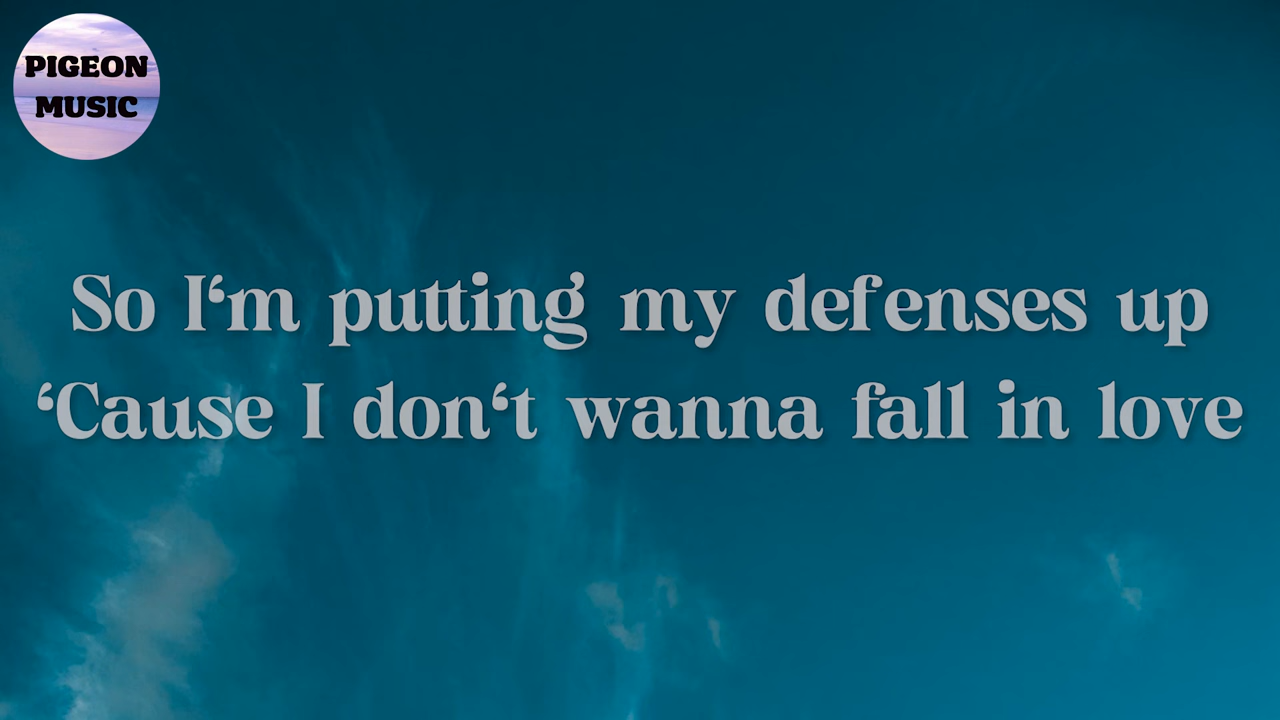 PIGEON
MUSIC
So I‘m putting my defenses up
‘Cause I don‘t wanna fall in love